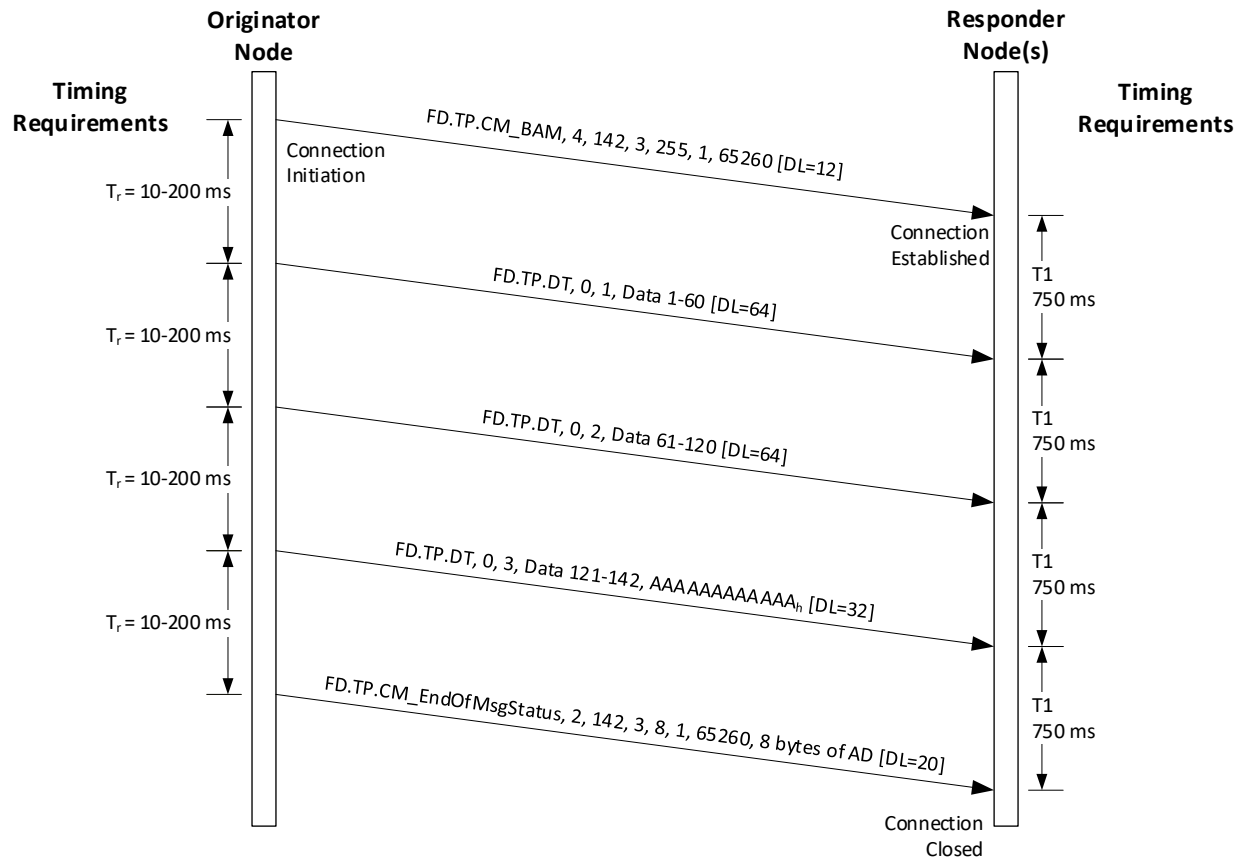 Originator
Node
Responder
Node(s)
Timing
Requirements
Timing
Requirements
FD.TP.CM_BAM, 4, 142, 3, 255, 1, 65260 [DL=12]
Connection
Initiation
Tr = 10-200 ms
Connection
Established
FD.TP.DT, 0, 1, Data 1-60 [DL=64]
T1
750 ms
Tr = 10-200 ms
FD.TP.DT, 0, 2, Data 61-120 [DL=64]
T1
750 ms
Tr = 10-200 ms
FD.TP.DT, 0, 3, Data 121-142, AAAAAAAAAAAAh [DL=32]
T1
750 ms
Tr = 10-200 ms
FD.TP.CM_EndOfMsgStatus, 2, 142, 3, 8, 1, 65260, 8 bytes of AD [DL=20]
T1
750 ms
Connection
Closed